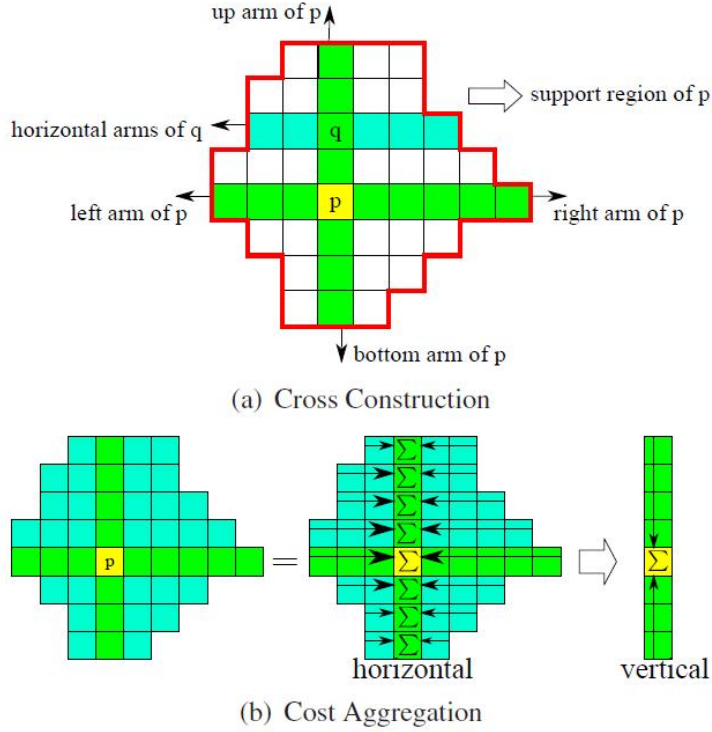 up arm of p
support region of p
horizontal arms of q
q
left arm of p
p
right arm of p
bottom arm of p
(a) Cross Construction
∑
∑
∑
∑
p = ∑ ∑
∑
∑
∑
horizontal vertical
(b) Cost Aggregation